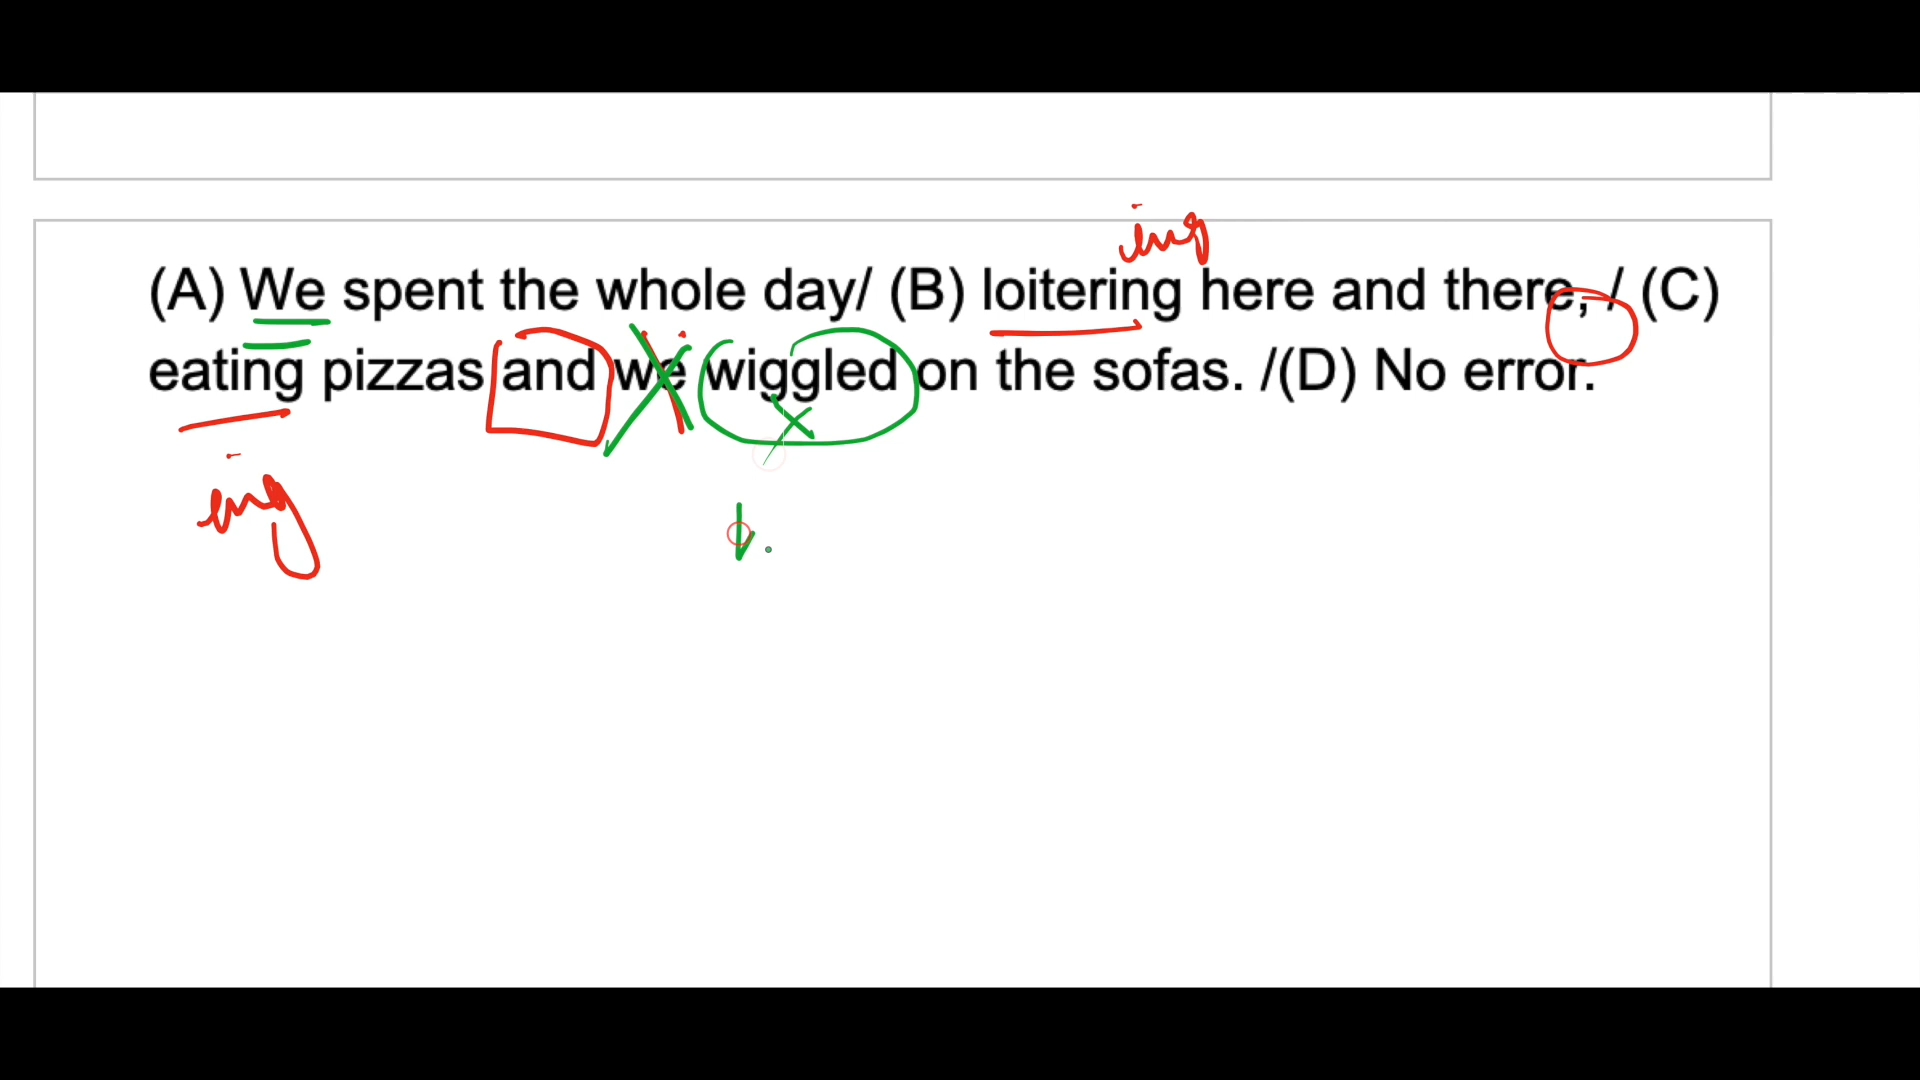 ing
(A) We spent the whole day/ (B) loitering here and there, / (C)
eating pizzas and we wiggled on the sofas. /(D) No error.
ing